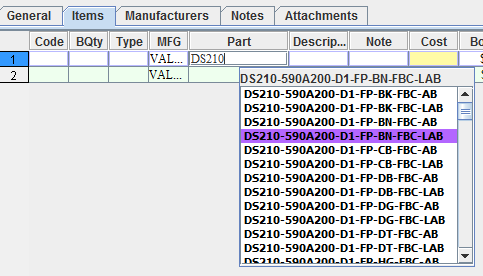 General Items Manufacturers Notes Attachments
Code BQty Type MFG Part Descrip... Note Cost
1 VAL... DS210
2 VAL...
DS210-590A200-D1-FP-BN-FBC-LAB
DS210-590A200-D1-FP-BK-FBC-AB
DS210-590A200-D1-FP-BK-FBC-LAB
DS210-590A200-D1-FP-BN-FBC-AB
DS210-590A200-D1-FP-BN-FBC-LAB
DS210-590A200-D1-FP-CB-FBC-AB
DS210-590A200-D1-FP-CB-FBC-LAB
DS210-590A200-D1-FP-DB-FBC-AB
DS210-590A200-D1-FP-DB-FBC-LAB
DS210-590A200-D1-FP-DG-FBC-AB
DS210-590A200-D1-FP-DG-FBC-LAB
DS210-590A200-D1-FP-DT-FBC-AB
DS210-590A200-D1-FP-DT-FBC-LAB
DS210-590A200-D1-FP-HG-FBC-AB